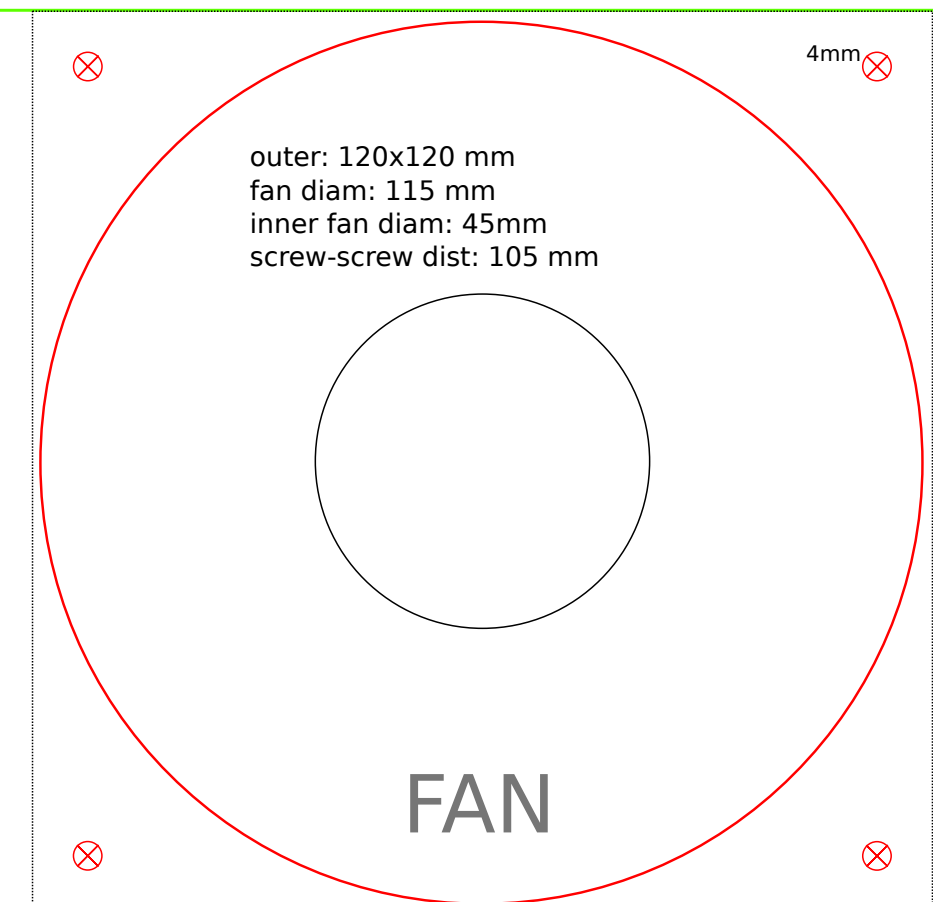 4mm
outer: 120x120 mm
fan diam: 115 mm
inner fan diam: 45mm
screw-screw dist: 105 mm
FAN